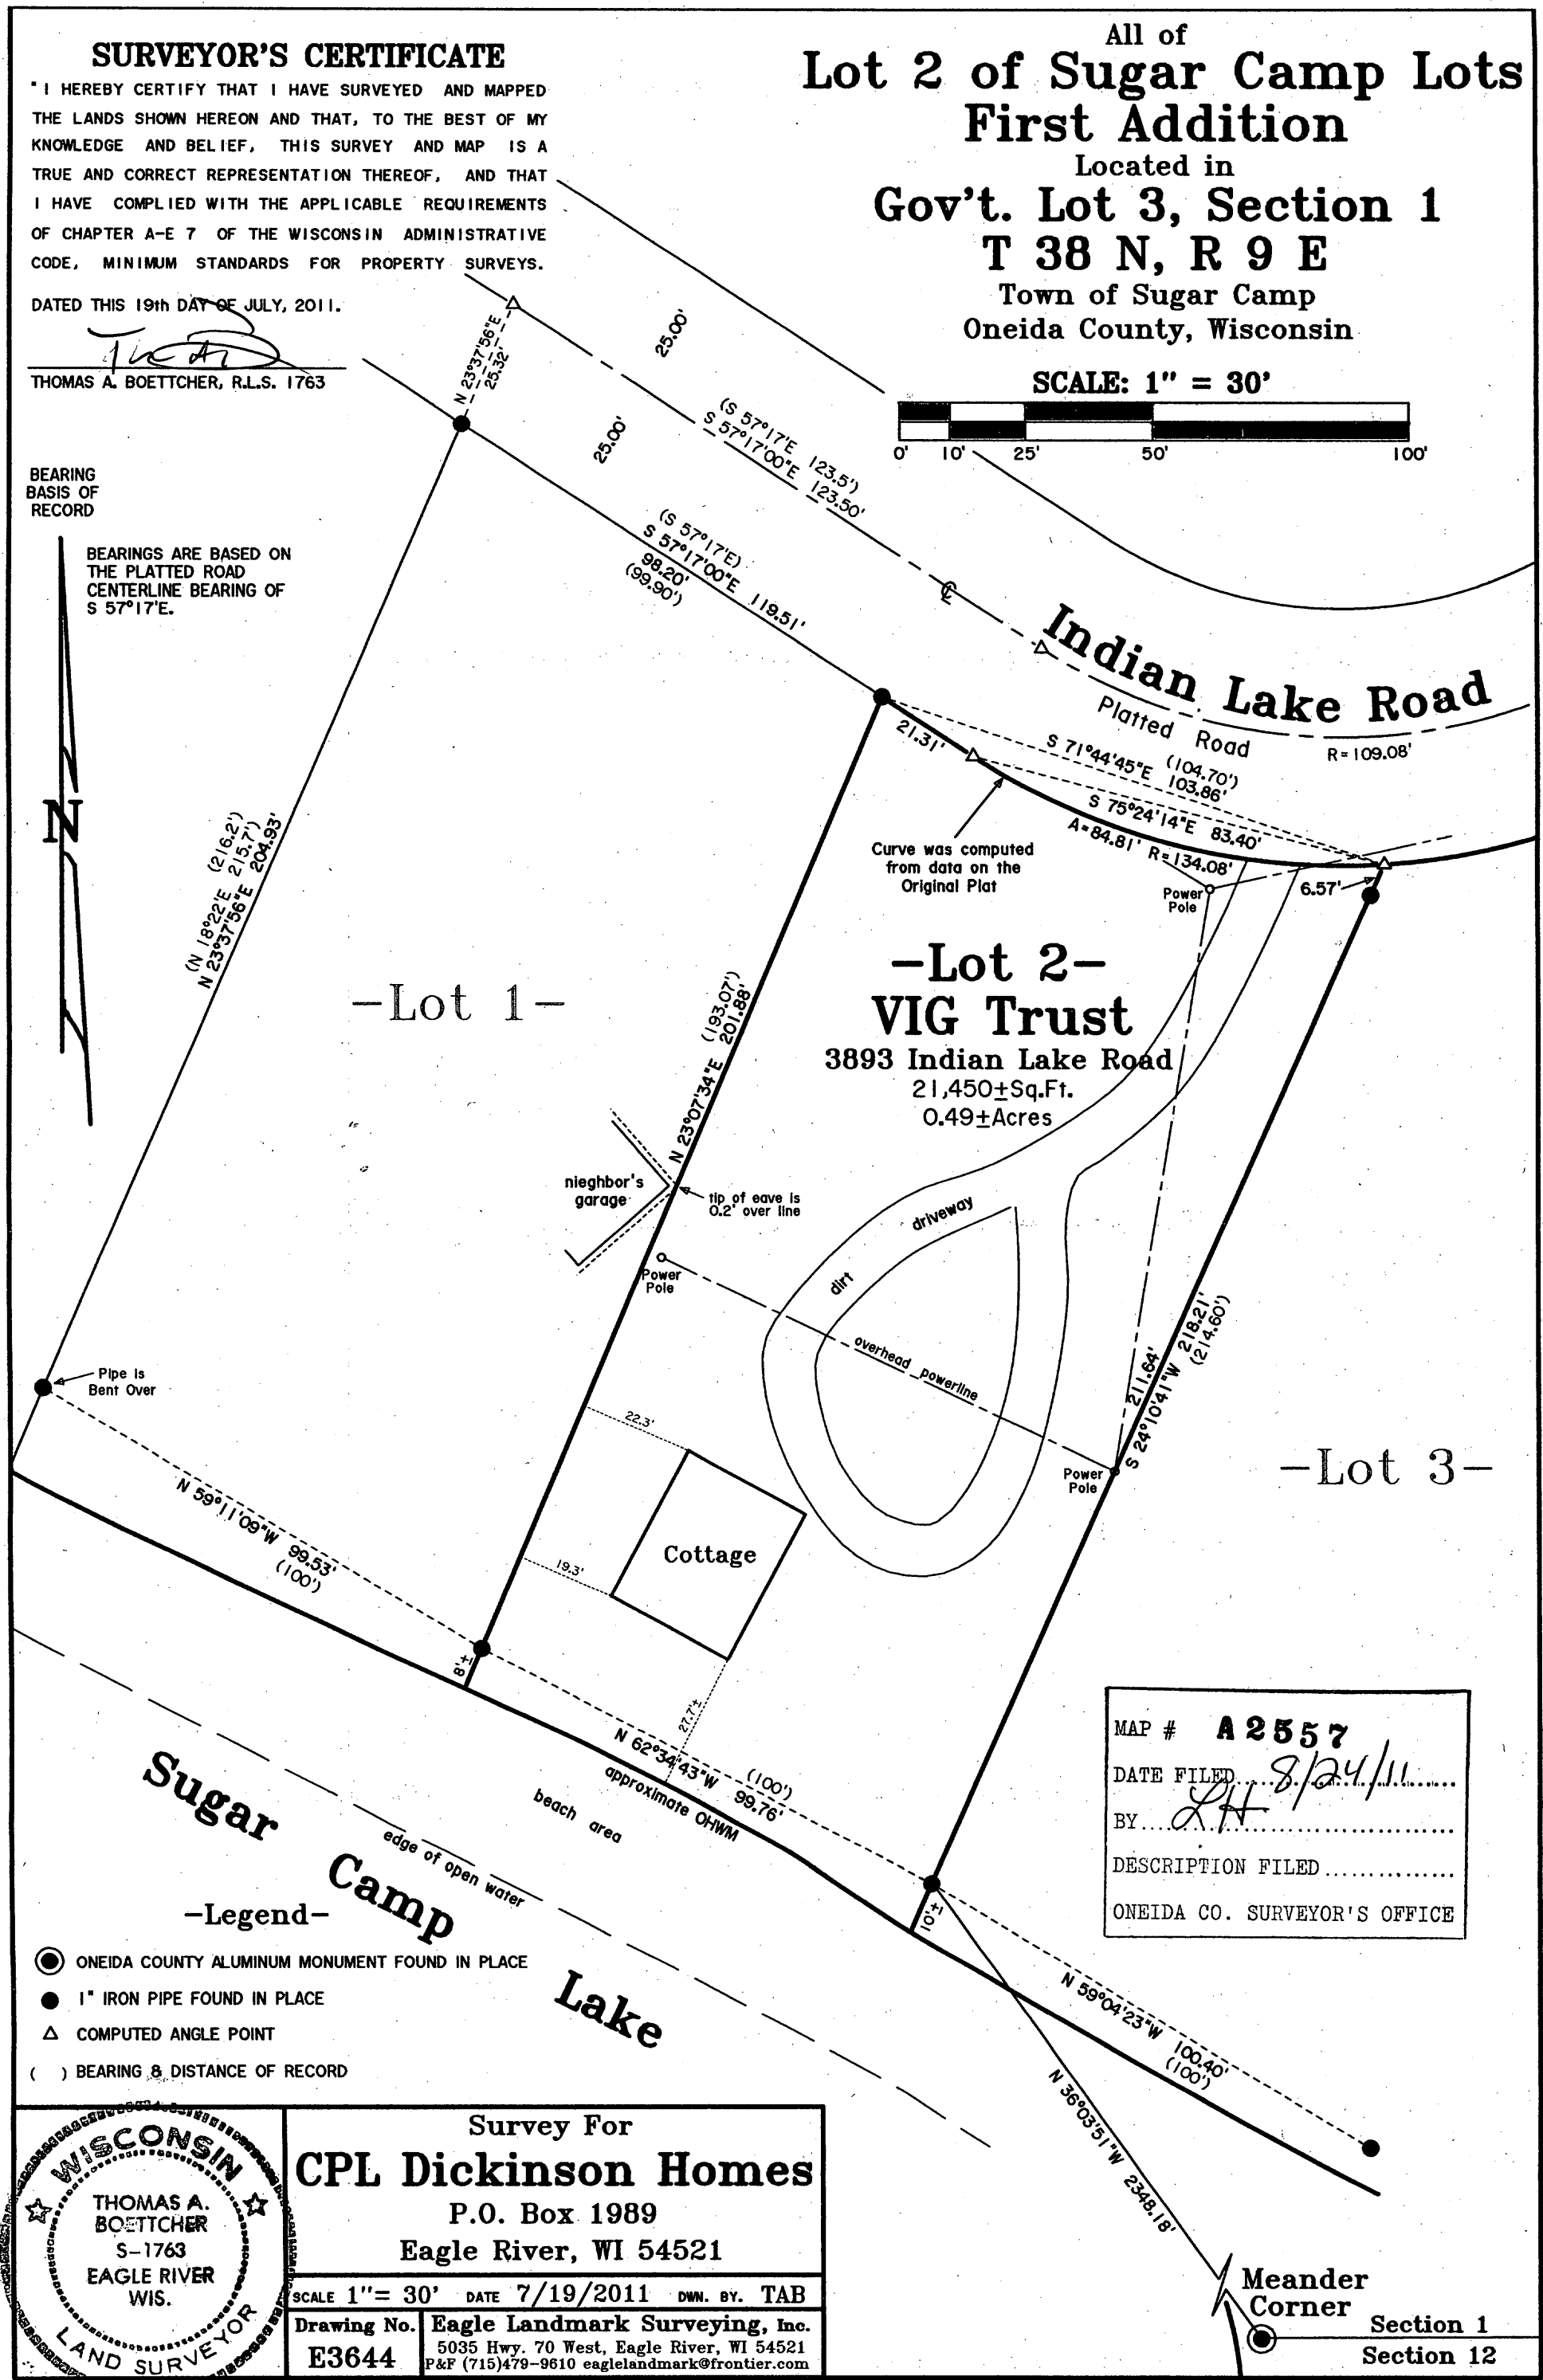 SURVEYOR'S CERTIFICATE
"I HEREBY CERTIFY THAT I HAVE SURVEYED AND MAPPED
THE LANDS SHOWN HEREON AND THAT, TO THE BEST OF MY
KNOWLEDGE AND BELIEF, THIS SURVEY AND MAP IS A
TRUE AND CORRECT REPRESENTATION THEREOF, AND THAT
I HAVE COMPLIED WITH THE APPLICABLE REQUIREMENTS
OF CHAPTER A-E 7 OF THE WISCONSIN ADMINISTRATIVE
CODE, MINIMUM STANDARDS FOR PROPERTY SURVEYS.
DATED THIS 19th DAY OF JULY, 2011.
THOMAS A. BOETTCHER, R.L.S. 1763
All of
Lot 2 of Sugar Camp Lots
First Addition
Located in
Gov't. Lot 3, Section 1
T 38 N, R 9 E
Town of Sugar Camp
Oneida County, Wisconsin
SCALE: 1" = 30'
0' 10' 25' 50' 100'
BEARING
BASIS OF
RECORD
BEARINGS ARE BASED ON
THE PLATTED ROAD
CENTERLINE BEARING OF
S 57°17'E.
N
N 23°37'56"E
25.32'
25.00'
25.00'
(S 57°17'E 123.5')
S 57°17'00"E 123.50'
(S 57°17'E)
S 57°17'00"E 119.51'
98.20'
(99.90')
℄
Indian Lake Road
Platted Road
R=109.08'
21.31'
S 71°44'45"E 103.86'
(104.70')
S 75°24'14"E 83.40'
A=84.81' R=134.08'
Curve was computed
from data on the
Original Plat
Power
Pole
6.57'
(N 18°22'E 215.7')
(216.2')
N 23°37'56"E 204.93'
-Lot 1-
-Lot 2-
VIG Trust
3893 Indian Lake Road
21,450±Sq.Ft.
0.49±Acres
(193.07')
N 23°07'34"E 201.88'
nieghbor's
garage
tip of eave is
0.2' over line
Power
Pole
dirt driveway
overhead powerline
211.64'
S 24°10'41"W 218.21'
(214.60')
Power
Pole
-Lot 3-
Pipe is
Bent Over
22.3'
19.3'
Cottage
27.7'±
N 59°11'09"W 99.53'
(100')
8'±
N 62°34'43"W 99.76'
(100')
approximate OHWM
beach area
edge of open water
Sugar Camp Lake
10'±
N 59°04'23"W 100.40'
(100')
N 36°03'51"W 2348.18'
MAP # A2557
DATE FILED 8/24/11
BY LH
DESCRIPTION FILED
ONEIDA CO. SURVEYOR'S OFFICE
-Legend-
ONEIDA COUNTY ALUMINUM MONUMENT FOUND IN PLACE
1" IRON PIPE FOUND IN PLACE
COMPUTED ANGLE POINT
( ) BEARING & DISTANCE OF RECORD
WISCONSIN
THOMAS A.
BOETTCHER
S-1763
EAGLE RIVER
WIS.
LAND SURVEYOR
Survey For
CPL Dickinson Homes
P.O. Box 1989
Eagle River, WI 54521
SCALE 1"= 30' DATE 7/19/2011 DWN. BY. TAB
Drawing No.
E3644
Eagle Landmark Surveying, Inc.
5035 Hwy. 70 West, Eagle River, WI 54521
P&F (715)479-9610 eaglelandmark@frontier.com
Meander
Corner
Section 1
Section 12